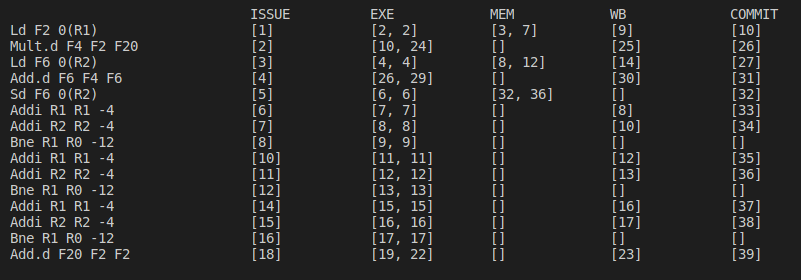 ISSUE EXE MEM WB COMMIT
Ld F2 0(R1) [1] [2, 2] [3, 7] [9] [10]
Mult.d F4 F2 F20 [2] [10, 24] [] [25] [26]
Ld F6 0(R2) [3] [4, 4] [8, 12] [14] [27]
Add.d F6 F4 F6 [4] [26, 29] [] [30] [31]
Sd F6 0(R2) [5] [6, 6] [32, 36] [] [32]
Addi R1 R1 -4 [6] [7, 7] [] [8] [33]
Addi R2 R2 -4 [7] [8, 8] [] [10] [34]
Bne R1 R0 -12 [8] [9, 9] [] [] []
Addi R1 R1 -4 [10] [11, 11] [] [12] [35]
Addi R2 R2 -4 [11] [12, 12] [] [13] [36]
Bne R1 R0 -12 [12] [13, 13] [] [] []
Addi R1 R1 -4 [14] [15, 15] [] [16] [37]
Addi R2 R2 -4 [15] [16, 16] [] [17] [38]
Bne R1 R0 -12 [16] [17, 17] [] [] []
Add.d F20 F2 F2 [18] [19, 22] [] [23] [39]